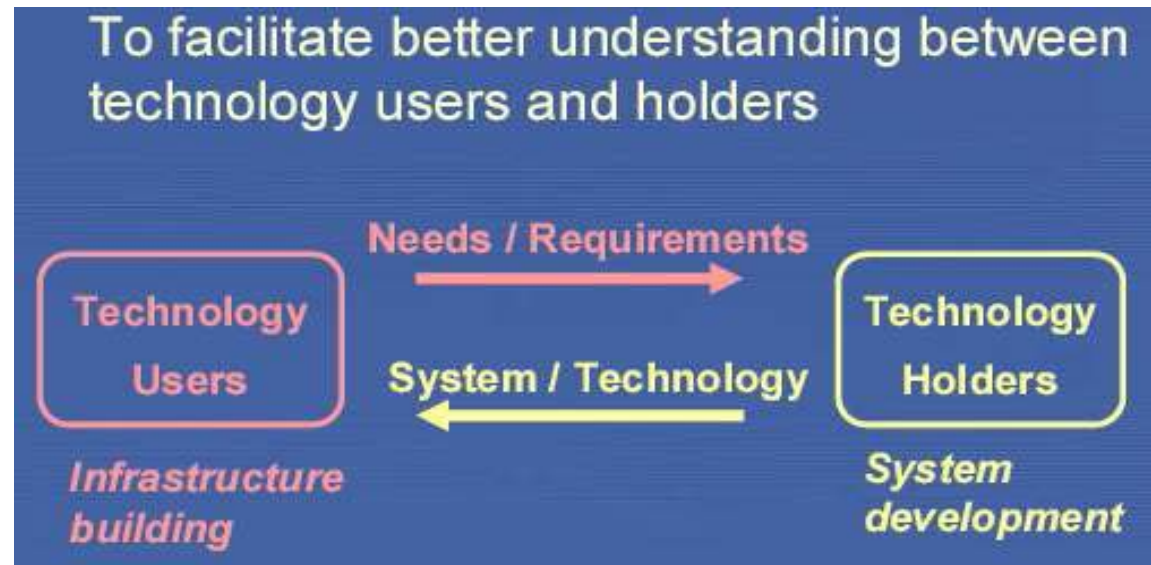 To facilitate better understanding between
technology users and holders
Needs / Requirements
Technology
Users
System / Technology
Technology
Holders
Infrastructure
building
System
development